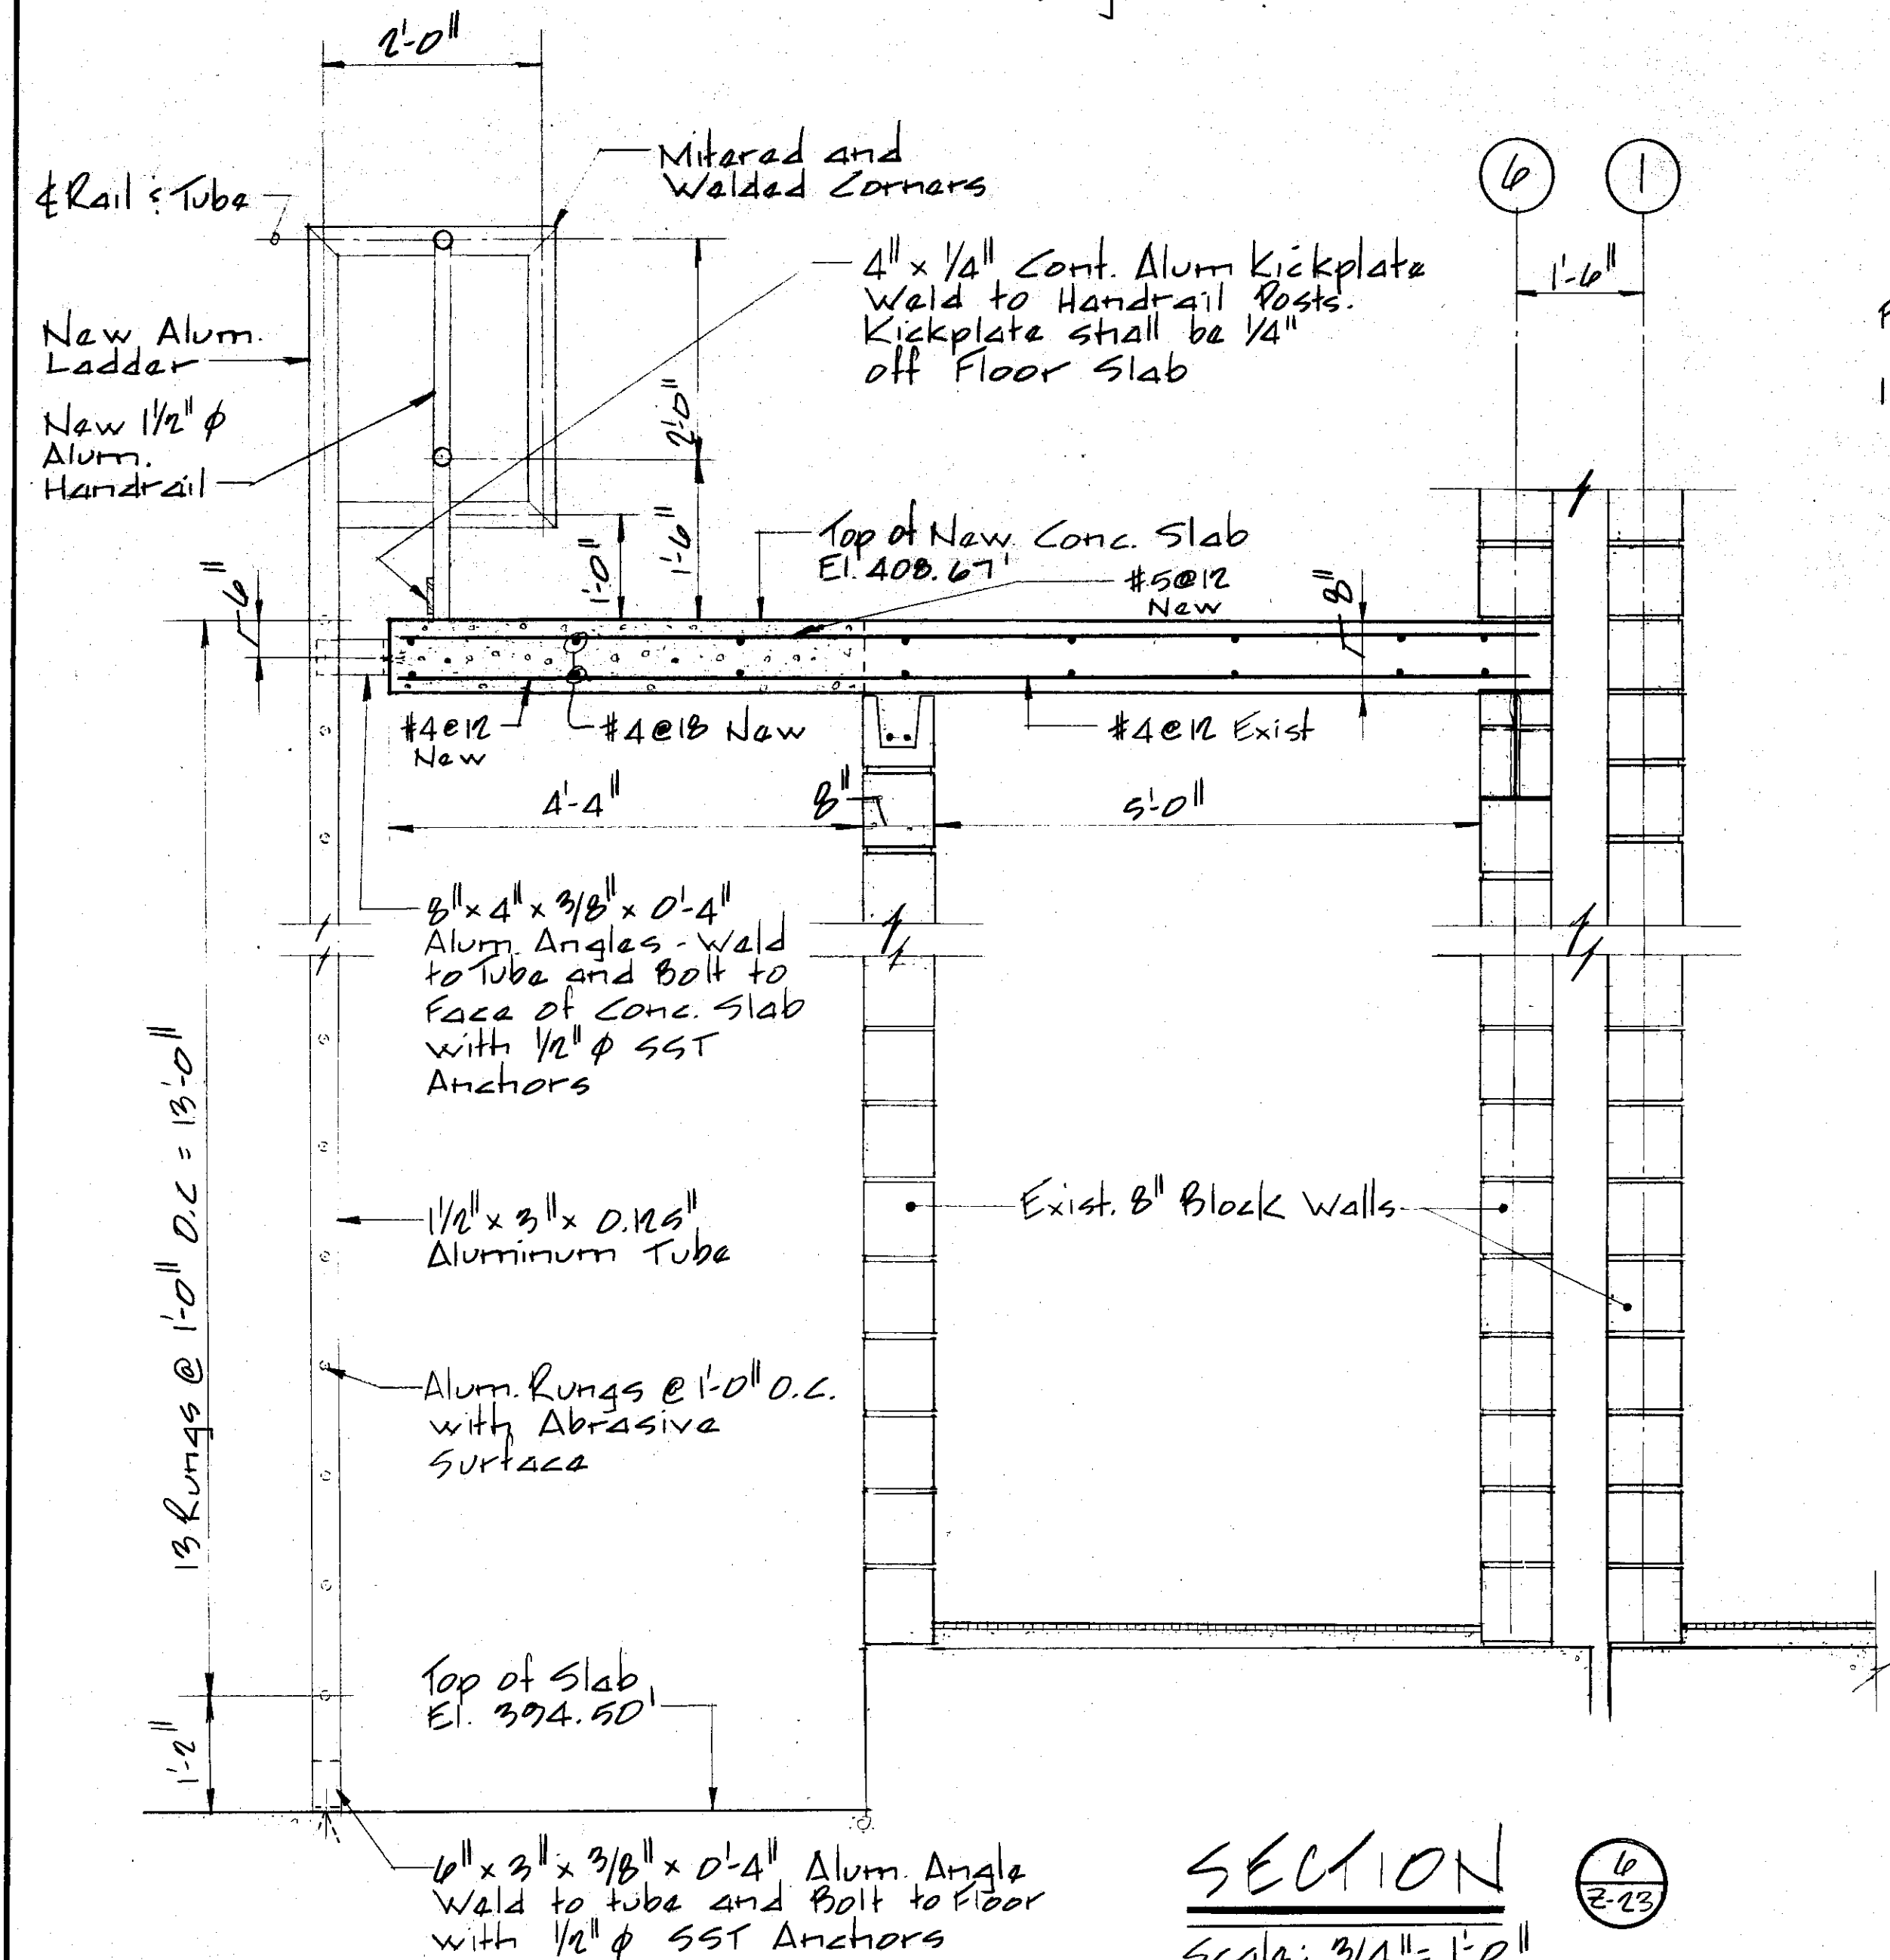 2'-0"
Mitered and
Welded Corners
6
1
℄ Rail & Tube
4" x 1/4" Cont. Alum Kickplate
Weld to Handrail Posts.
Kickplate shall be 1/4"
off Floor Slab
1'-6"
New Alum.
Ladder
New 1 1/2" φ
Alum.
Handrail
2'-0"
1'-6"
1'-0"
Top of New Conc. Slab
El. 408.67'
#5@12
New
8"
6"
#4@12
New
#4@18 New
#4@12 Exist
4'-4"
8"
5'-0"
8" x 4" x 3/8" x 0'-4"
Alum. Angles - Weld
to Tube and Bolt to
Face of Conc. Slab
with 1/2" φ SST
Anchors
13 Rungs @ 1'-0" O.C = 13'-0"
1 1/2" x 3" x 0.125"
Aluminum Tube
Exist. 8" Block Walls
Alum. Rungs @ 1'-0" O.C.
with Abrasive
Surface
Top of Slab
El. 394.50'
1'-2"
6" x 3" x 3/8" x 0'-4" Alum. Angle
Weld to tube and Bolt to Floor
with 1/2" φ SST Anchors
SECTION
6
Z-23
Scale: 3/4" = 1'-0"